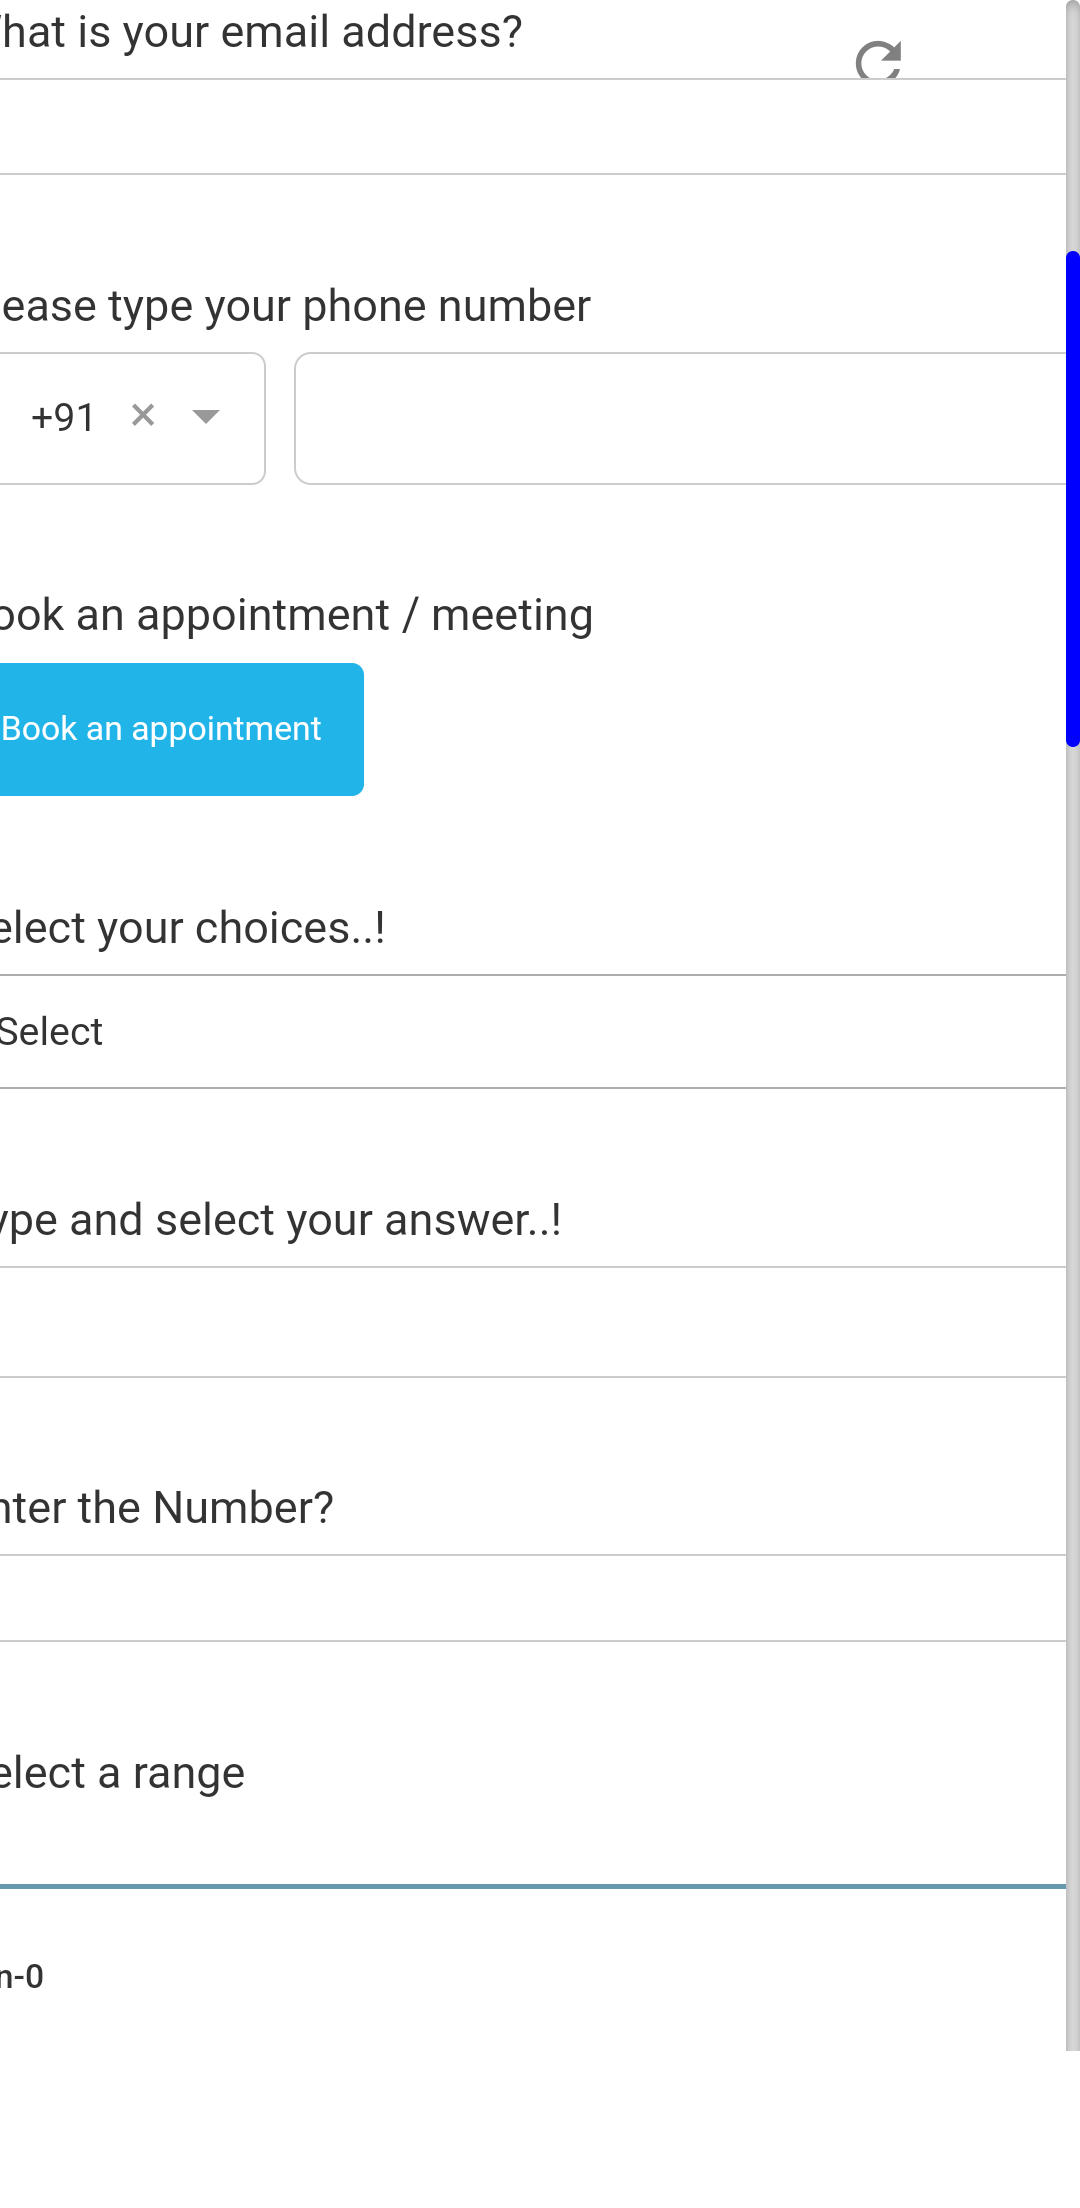 hat is your email address?
ease type your phone number
+91
ook an appointment / meeting
Book an appointment
elect your choices..!
Select
ype and select your answer..!
nter the Number?
elect a range
n-0